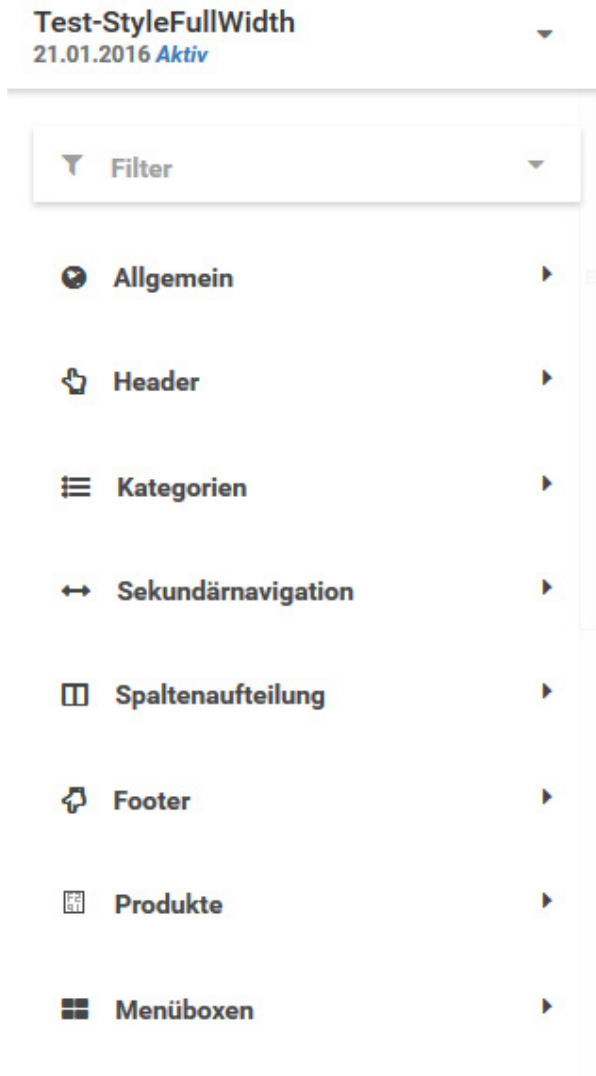 Test-StyleFullWidth
21.01.2016 Aktiv
Filter
Allgemein
Header
Kategorien
Sekundärnavigation
Spaltenaufteilung
Footer
Produkte
Menüboxen